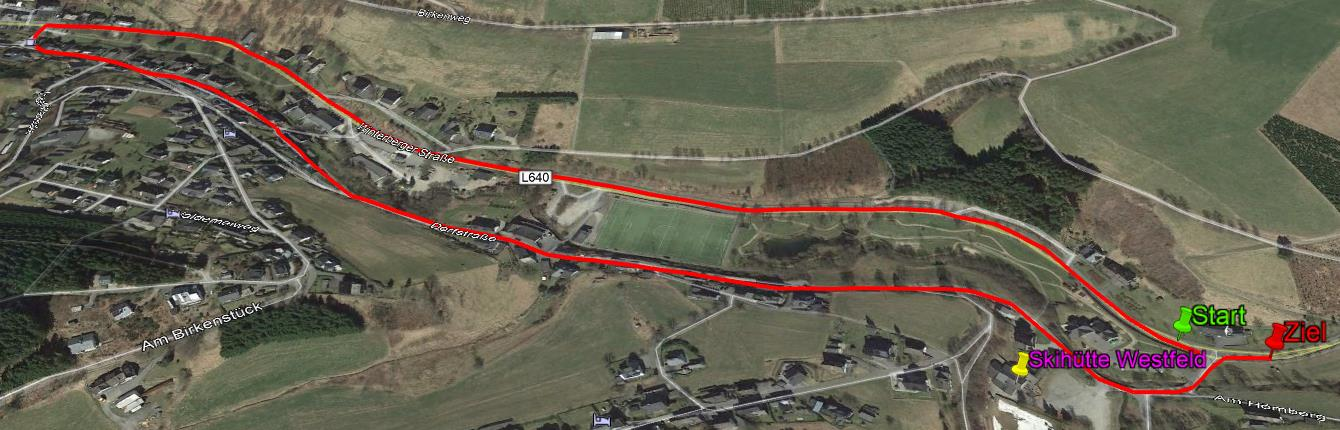 Birkenweg
Winterberger Straße
L640
Dorfstraße
Am Birkenstück
Start
Ziel
Skihütte Westfeld
Am Homberg